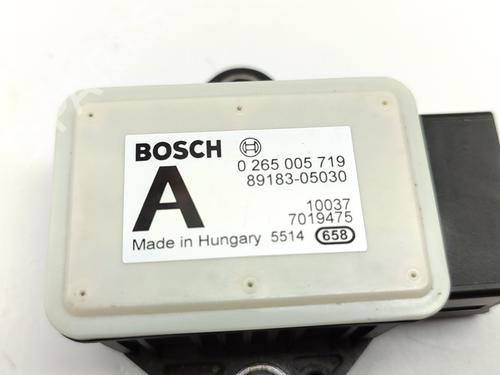 BOSCH 0 265 005 719
89183-05030
A
10037
7019475
Made in Hungary 5514 658